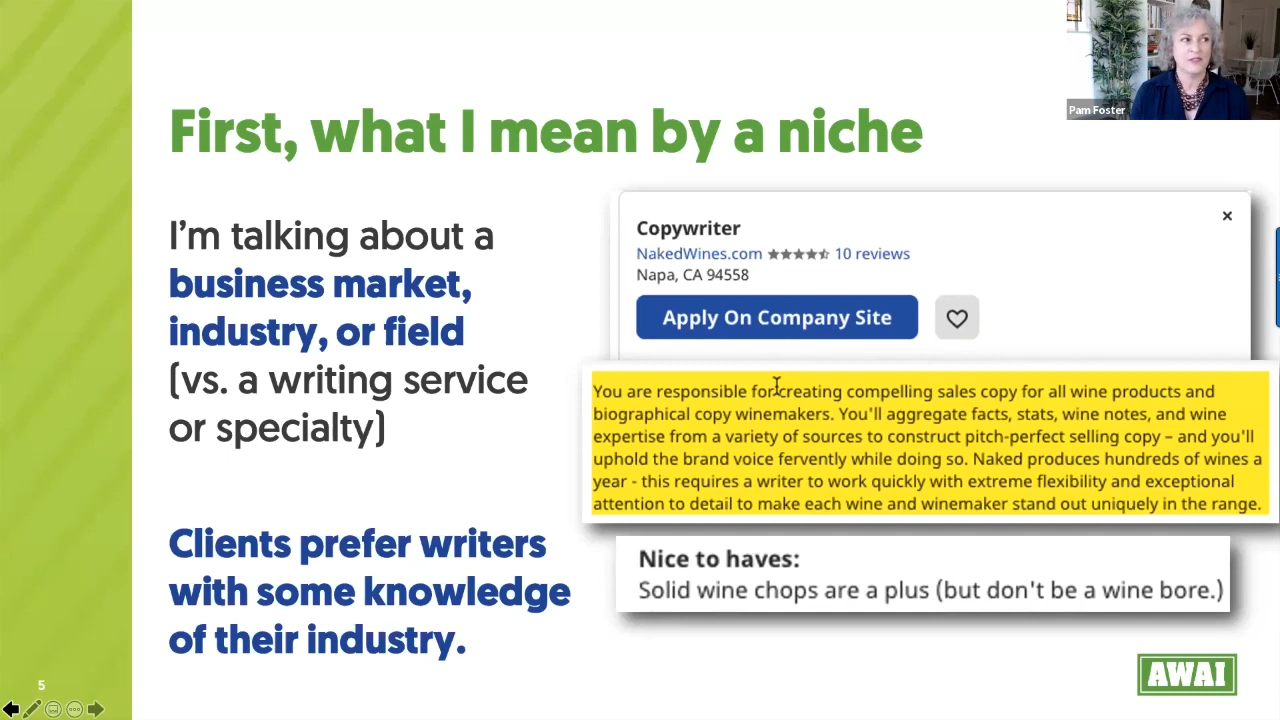 Pam Foster
First, what I mean by a niche
I'm talking about a
business market,
industry, or field
(vs. a writing service
or specialty)
Clients prefer writers
with some knowledge
of their industry.
Copywriter
×
NakedWines.com ★★★★⯪ 10 reviews
Napa, CA 94558
Apply On Company Site
You are responsible for creating compelling sales copy for all wine products and
biographical copy winemakers. You'll aggregate facts, stats, wine notes, and wine
expertise from a variety of sources to construct pitch-perfect selling copy – and you'll
uphold the brand voice fervently while doing so. Naked produces hundreds of wines a
year - this requires a writer to work quickly with extreme flexibility and exceptional
attention to detail to make each wine and winemaker stand out uniquely in the range.
Nice to haves:
Solid wine chops are a plus (but don't be a wine bore.)
5
AWAI